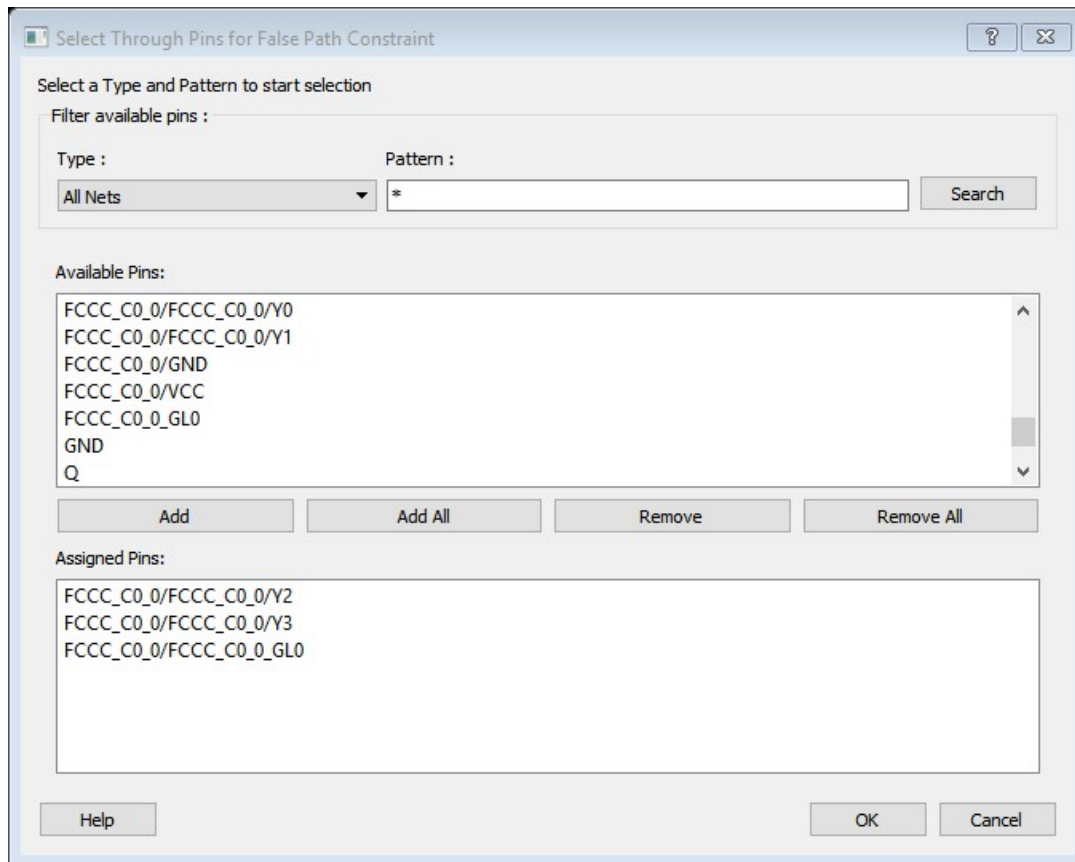 Select Through Pins for False Path Constraint
Select a Type and Pattern to start selection
Filter available pins :
Type :
Pattern :
All Nets
*
Search
Available Pins:
FCCC_C0_0/FCCC_C0_0/Y0
FCCC_C0_0/FCCC_C0_0/Y1
FCCC_C0_0/GND
FCCC_C0_0/VCC
FCCC_C0_0_GL0
GND
Q
Add
Add All
Remove
Remove All
Assigned Pins:
FCCC_C0_0/FCCC_C0_0/Y2
FCCC_C0_0/FCCC_C0_0/Y3
FCCC_C0_0/FCCC_C0_0_GL0
Help
OK
Cancel